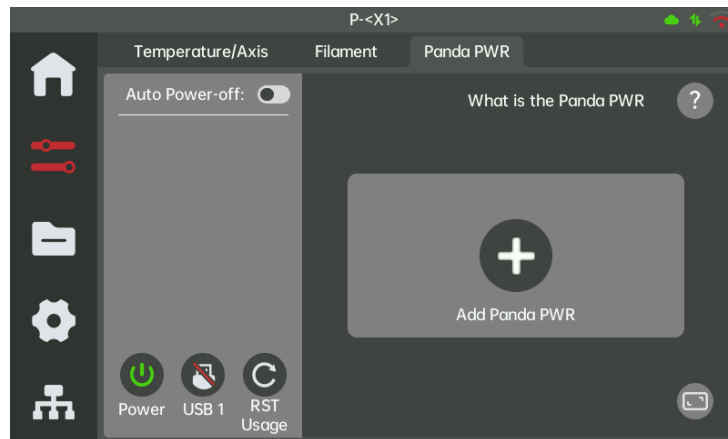 P-<X1>
Temperature/Axis
Filament
Panda PWR
Auto Power-off:
What is the Panda PWR
?
Add Panda PWR
Power
USB 1
RST
Usage